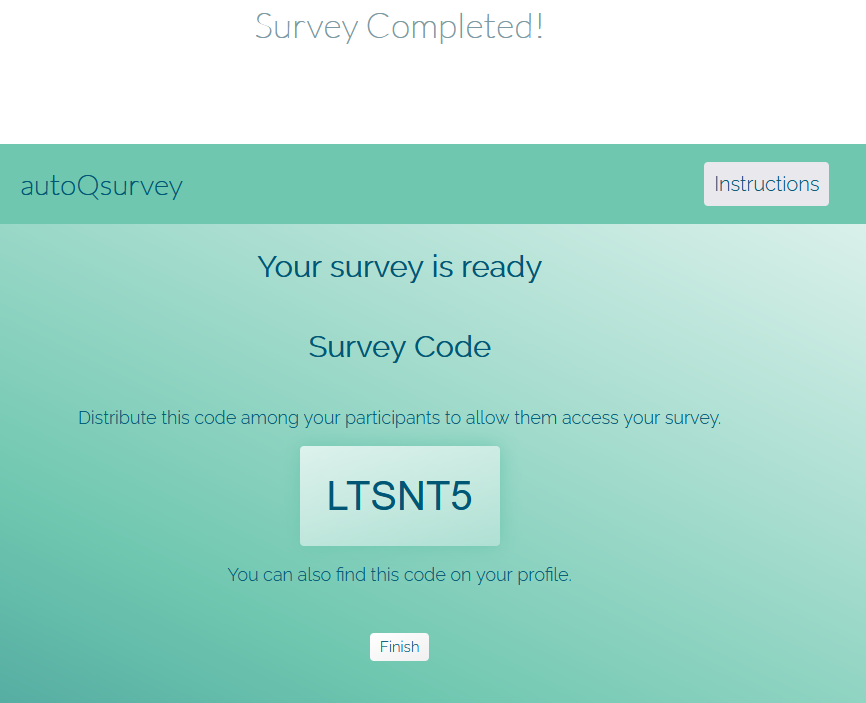 Survey Completed!
autoQsurvey
Instructions
Your survey is ready
Survey Code
Distribute this code among your participants to allow them access your survey.
LTSNT5
You can also find this code on your profile.
Finish